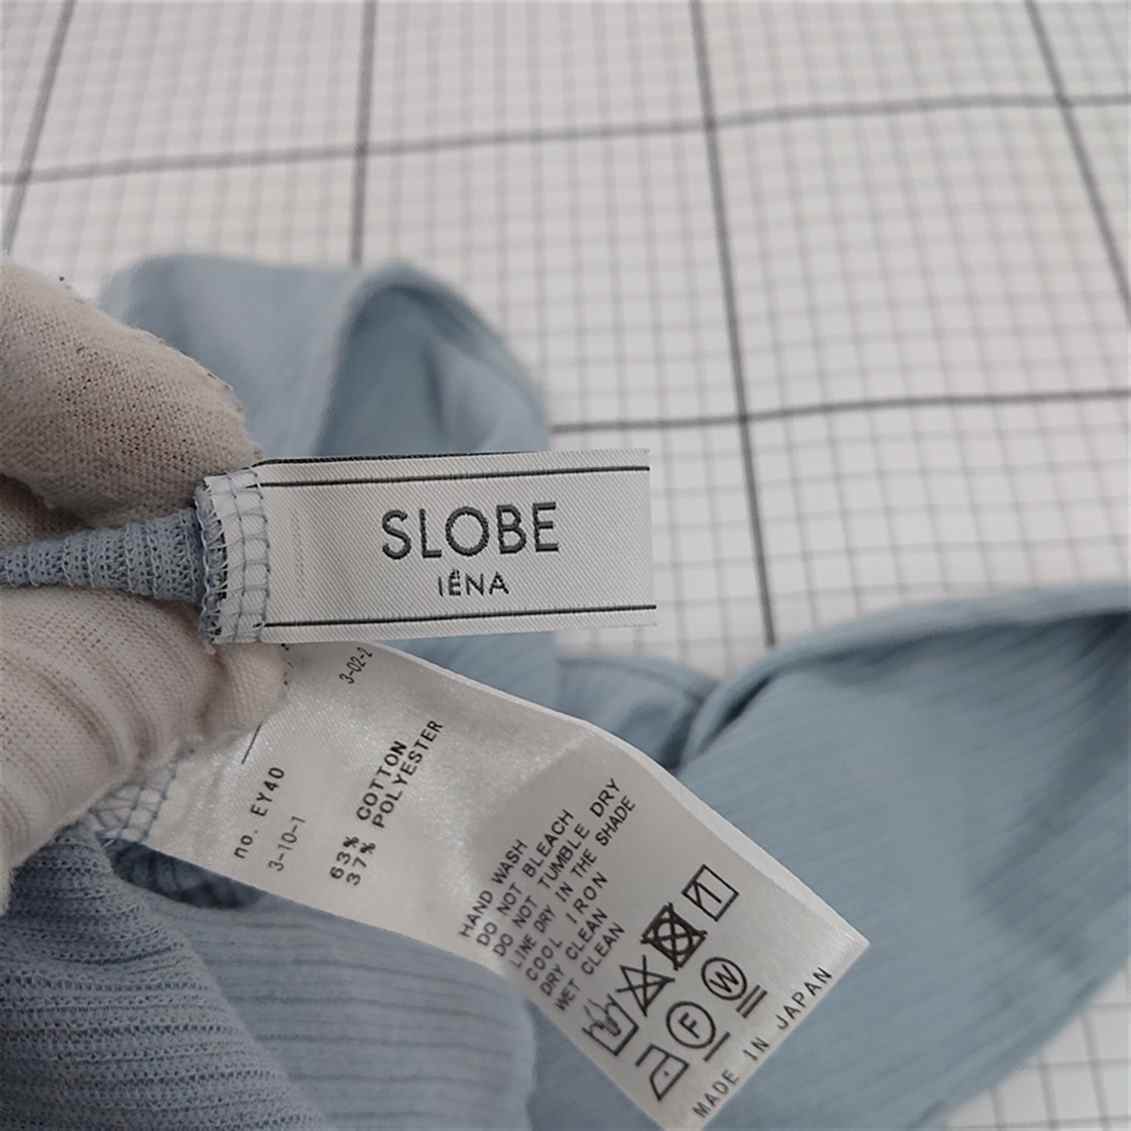 SLOBE
IËNA
3-02-2
no. EY40
3-10-1
63% COTTON
37% POLYESTER
HAND WASH
DO NOT BLEACH
DO NOT TUMBLE DRY
LINE DRY IN THE SHADE
COOL IRON
DRY CLEAN
WET CLEAN
F
W
MADE IN JAPAN